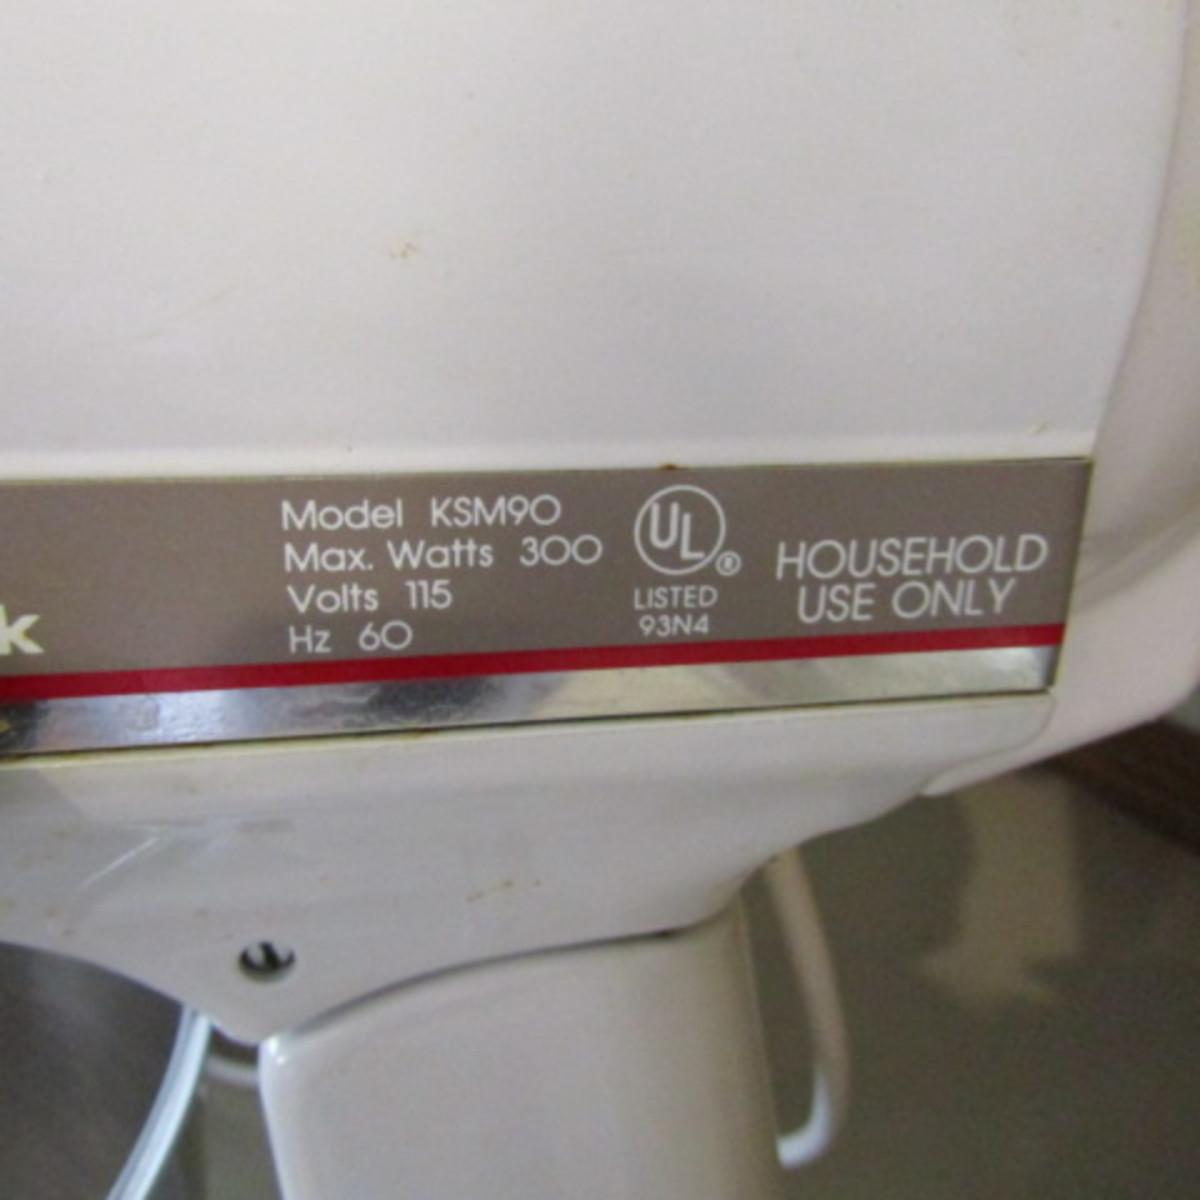 k
Model KSM90
Max. Watts 300
Volts 115
Hz 60
UL®
LISTED
93N4
HOUSEHOLD
USE ONLY